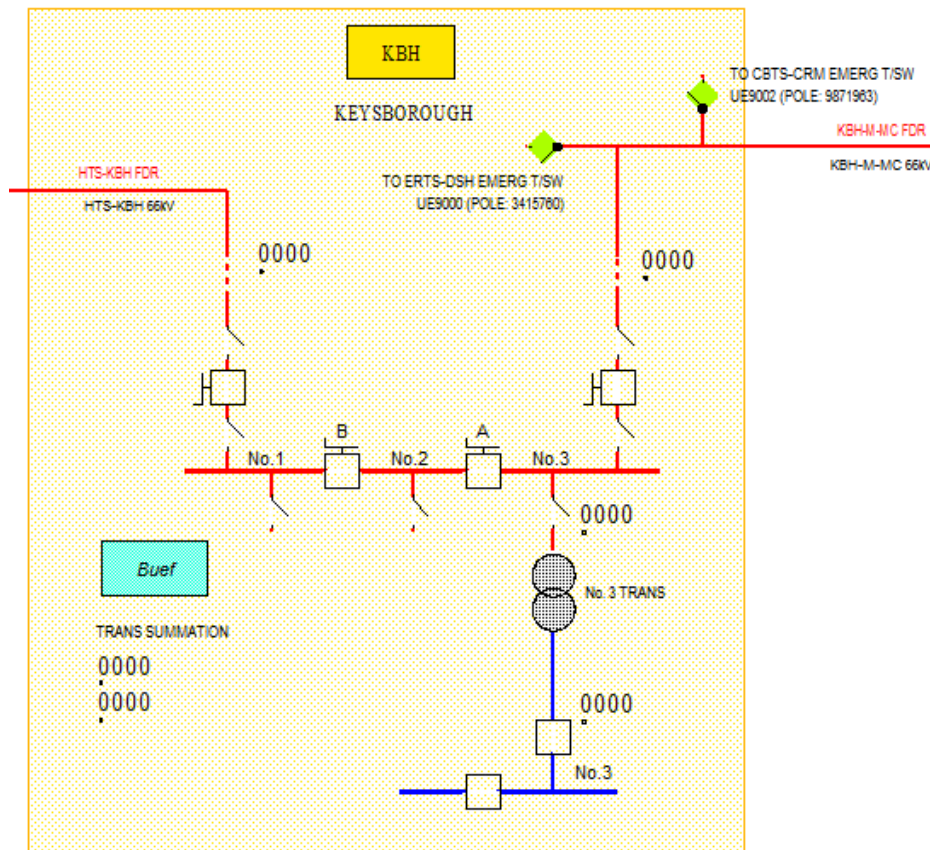 KBH
KEYSBOROUGH
TO CBTS-CRM EMERG T/SW
UE9002 (POLE: 9871963)
KBH-M-MC FDR
KBH-M-MC 66kV
HTS-KBH FDR
HTS-KBH 66kV
TO ERTS-DSH EMERG T/SW
UE9000 (POLE: 3415760)
0000
0000
B
A
No.1
No.2
No.3
0000
Buef
No. 3 TRANS
TRANS SUMMATION
0000
0000
0000
No.3